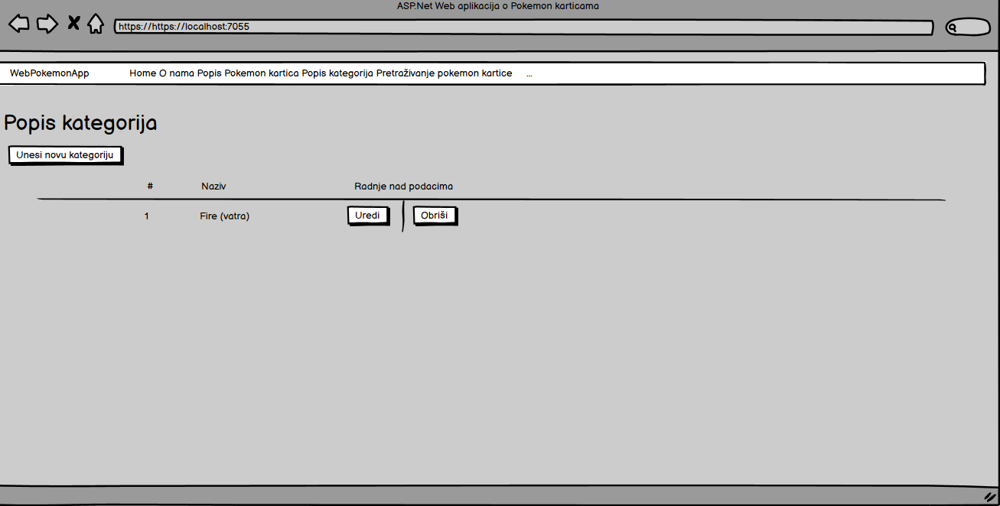 ASP.Net Web aplikacija o Pokemon karticama
https://https://localhost:7055
WebPokemonApp Home O nama Popis Pokemon kartica Popis kategorija Pretraživanje pokemon kartice ...
Popis kategorija
Unesi novu kategoriju
# Naziv Radnje nad podacima
1 Fire (vatra) Uredi Obriši